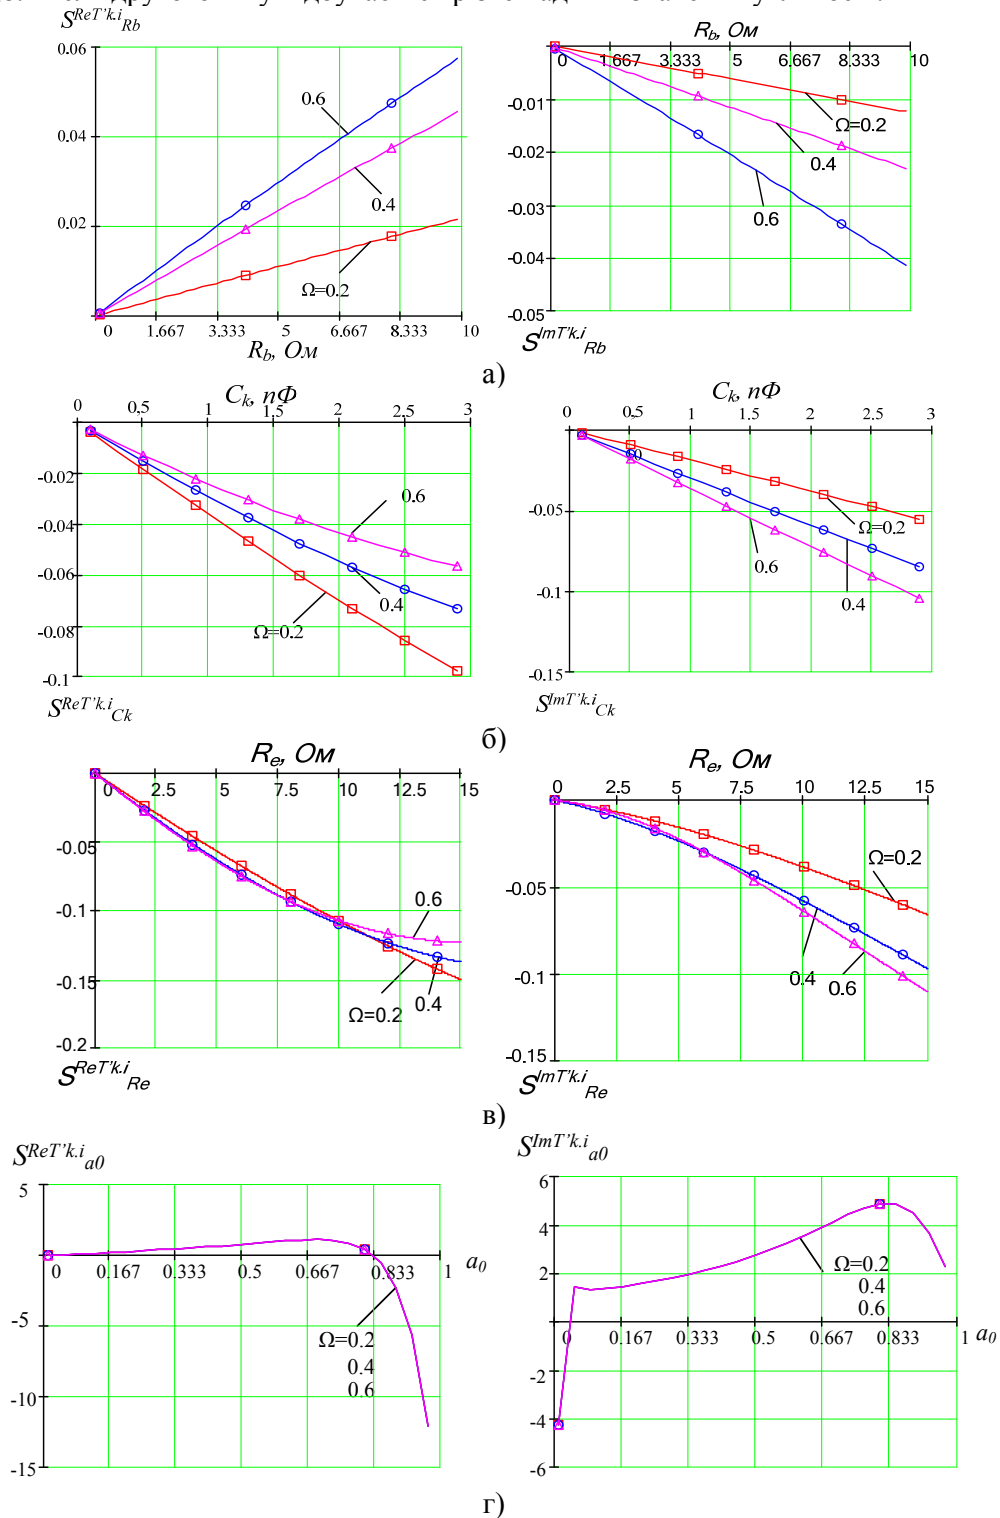 S^{ReT'k.i}_{Rb}
0.06
0.04
0.02
0.6
0.4
Ω=0.2
0 1.667 3.333 5 6.667 8.333 10
R_b, Ом
R_b, Ом
0 1.667 3.333 5 6.667 8.333 10
-0.01
-0.02
-0.03
-0.04
-0.05
Ω=0.2
0.4
0.6
S^{ImT'k.i}_{Rb}
а)
C_k, пФ
0 0.5 1 1.5 2 2.5 3
-0.02
-0.04
-0.06
-0.08
-0.1
0.6
0.4
Ω=0.2
S^{ReT'k.i}_{Ck}
C_k, пФ
0 0.5 1 1.5 2 2.5 3
0
-0.05
-0.1
-0.15
Ω=0.2
0.6
0.4
S^{ImT'k.i}_{Ck}
б)
R_e, Ом
0 2.5 5 7.5 10 12.5 15
-0.05
-0.1
-0.15
-0.2
0.6
0.4
Ω=0.2
S^{ReT'k.i}_{Re}
R_e, Ом
0 2.5 5 7.5 10 12.5 15
-0.05
-0.1
-0.15
Ω=0.2
0.4
0.6
S^{ImT'k.i}_{Re}
в)
S^{ReT'k.i}_{a0}
5
0 0.167 0.333 0.5 0.667 0.833 1 a_0
-5
-10
-15
Ω=0.2
0.4
0.6
S^{ImT'k.i}_{a0}
6
4
2
Ω=0.2
0.4
0.6
0 0.167 0.333 0.5 0.667 0.833 1 a_0
-2
-4
-6
г)